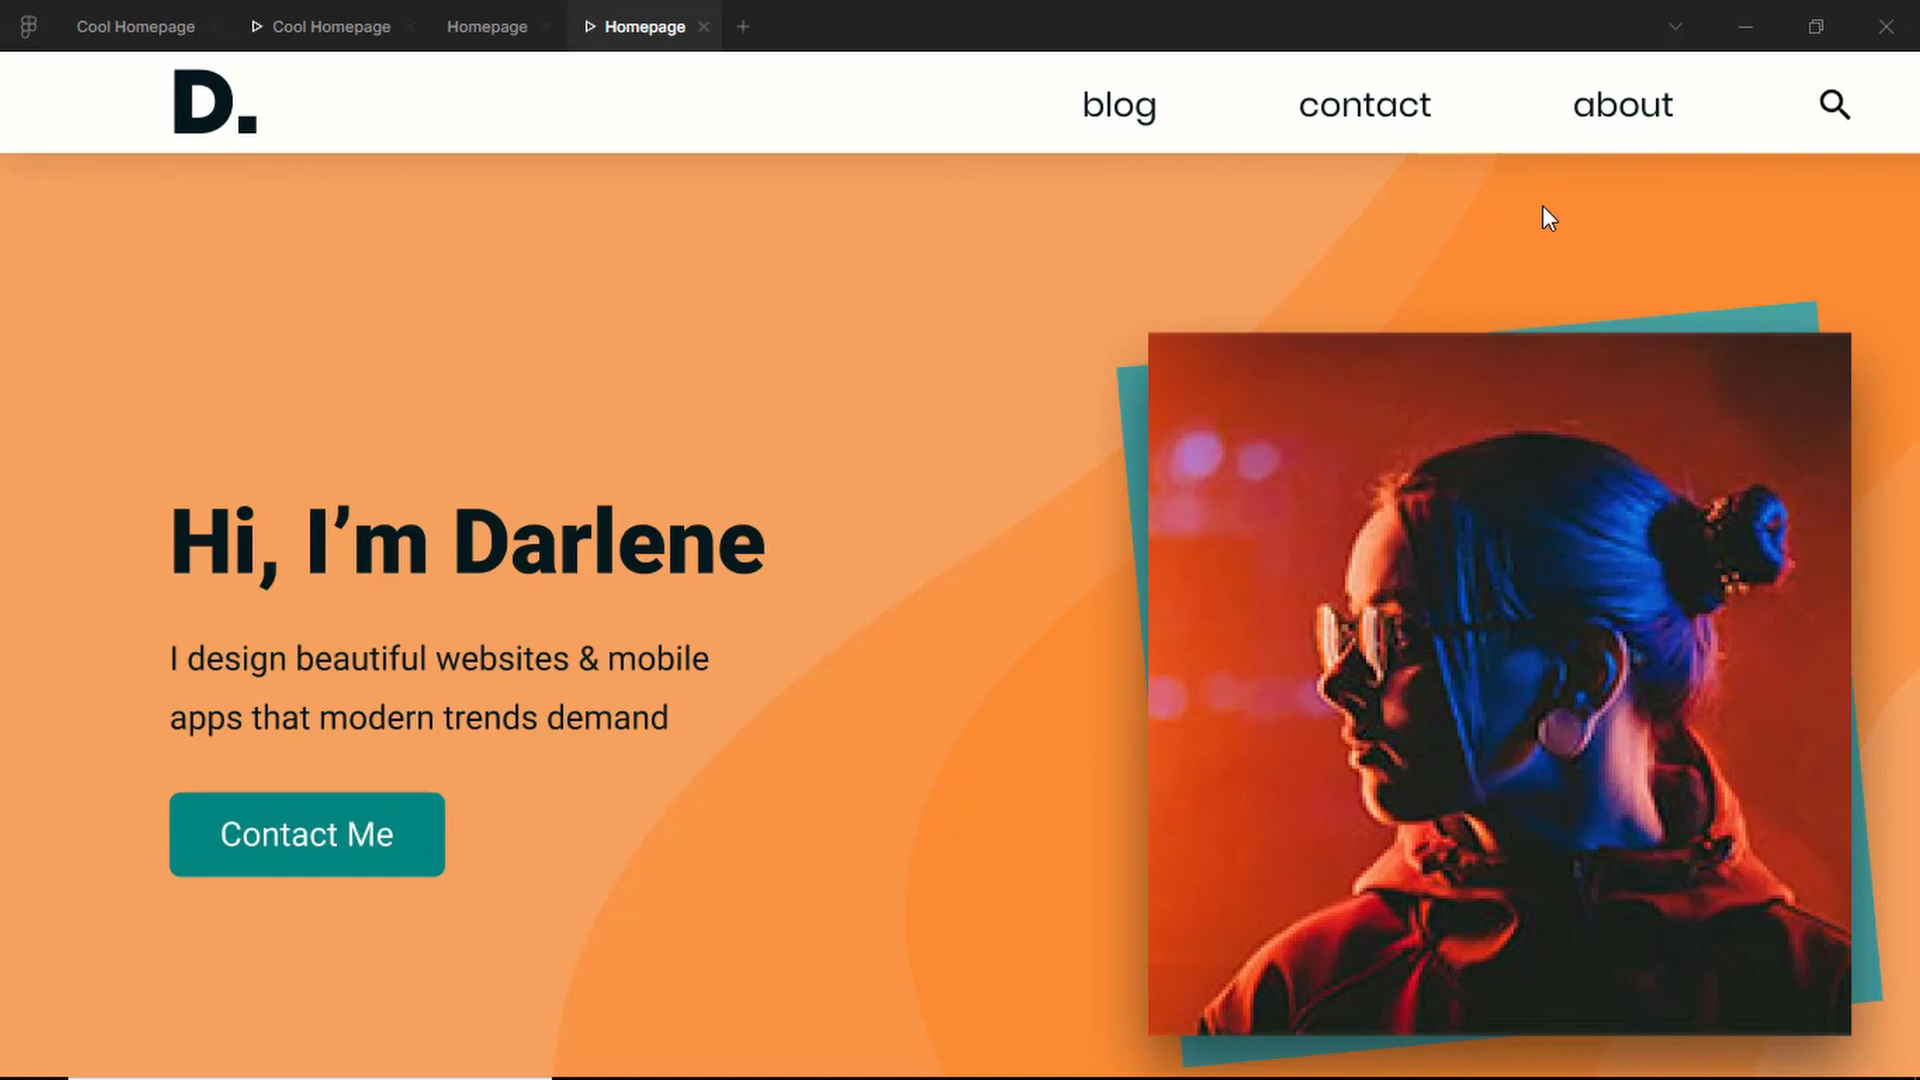 Cool Homepage
Cool Homepage
Homepage
Homepage
D.
blog
contact
about
Hi, I’m Darlene
I design beautiful websites & mobile
apps that modern trends demand
Contact Me